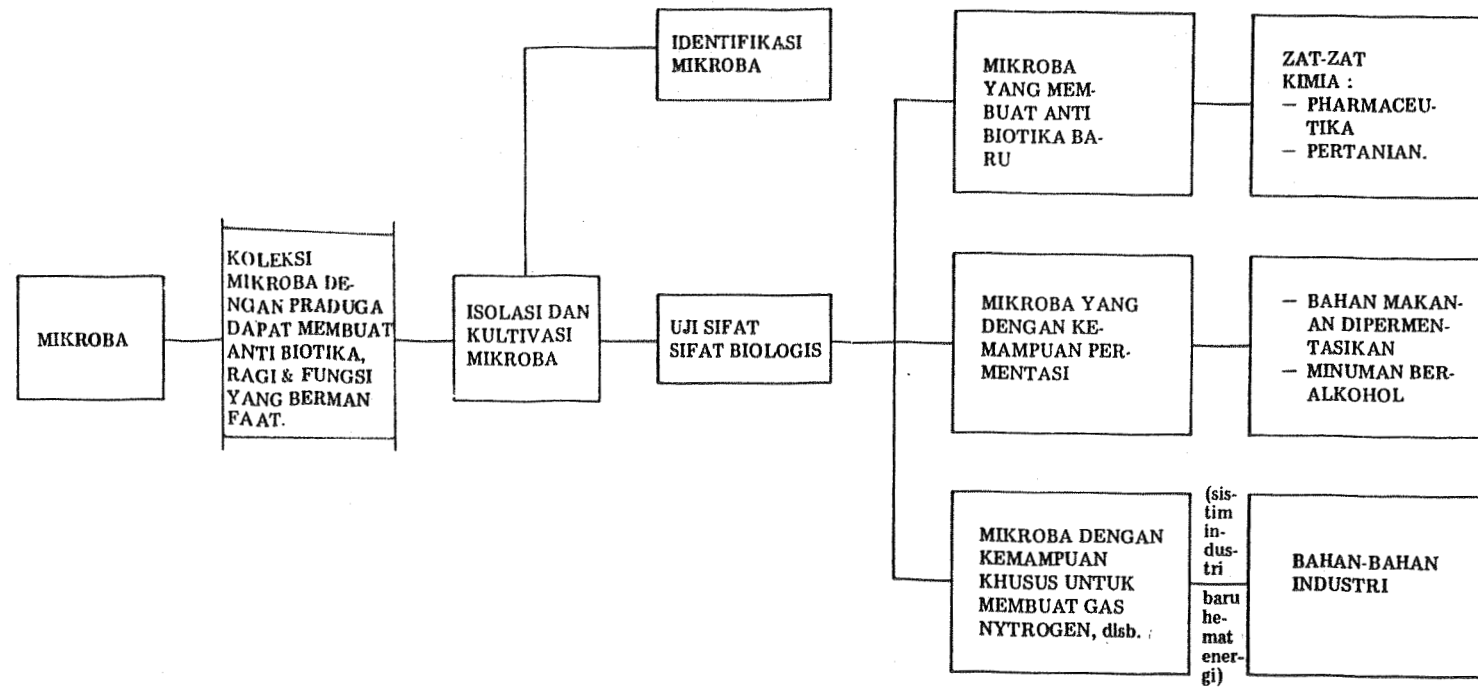 MIKROBA
KOLEKSI
MIKROBA DE-
NGAN PRADUGA
DAPAT MEMBUAT
ANTI BIOTIKA,
RAGI & FUNGSI
YANG BERMAN
FAAT.
ISOLASI DAN
KULTIVASI
MIKROBA
IDENTIFIKASI
MIKROBA
UJI SIFAT
SIFAT BIOLOGIS
MIKROBA
YANG MEM-
BUAT ANTI
BIOTIKA BA-
RU
ZAT-ZAT
KIMIA :
— PHARMACEU-
TIKA
— PERTANIAN.
MIKROBA YANG
DENGAN KE-
MAMPUAN PER-
MENTASI
— BAHAN MAKAN-
AN DIPERMEN-
TASIKAN
— MINUMAN BER-
ALKOHOL
MIKROBA DENGAN
KEMAMPUAN
KHUSUS UNTUK
MEMBUAT GAS
NYTROGEN, dlsb.
(sis-
tim
in-
dus-
tri
baru
he-
mat
ener-
gi)
BAHAN-BAHAN
INDUSTRI